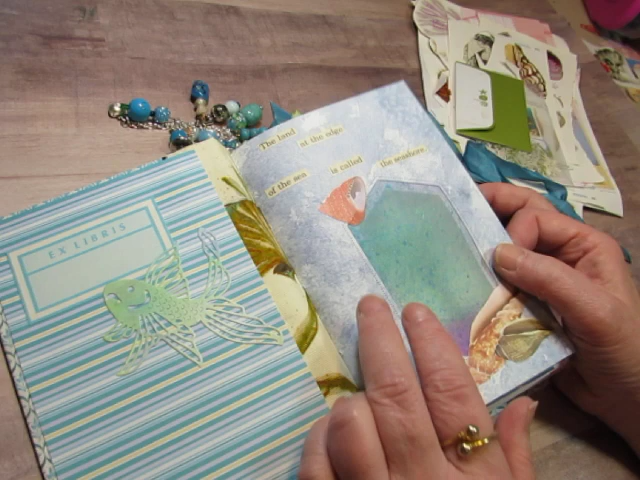 EX LIBRIS
The land at the edge
of the sea is called the seashore.